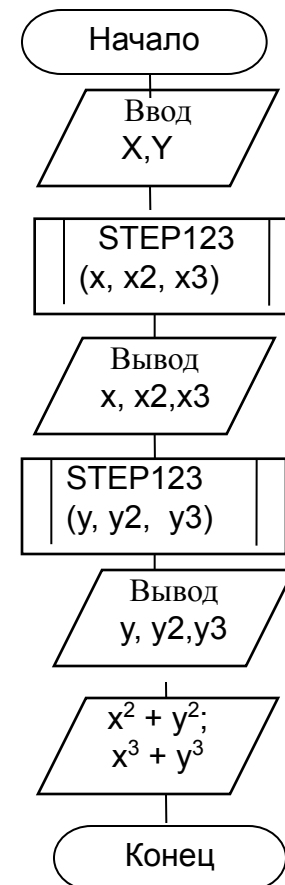 Начало
Ввод
X,Y
STEP123
(x, x2, x3)
Вывод
x, x2,x3
STEP123
(y, y2, y3)
Вывод
y, y2,y3
x² + y²;
x³ + y³
Конец